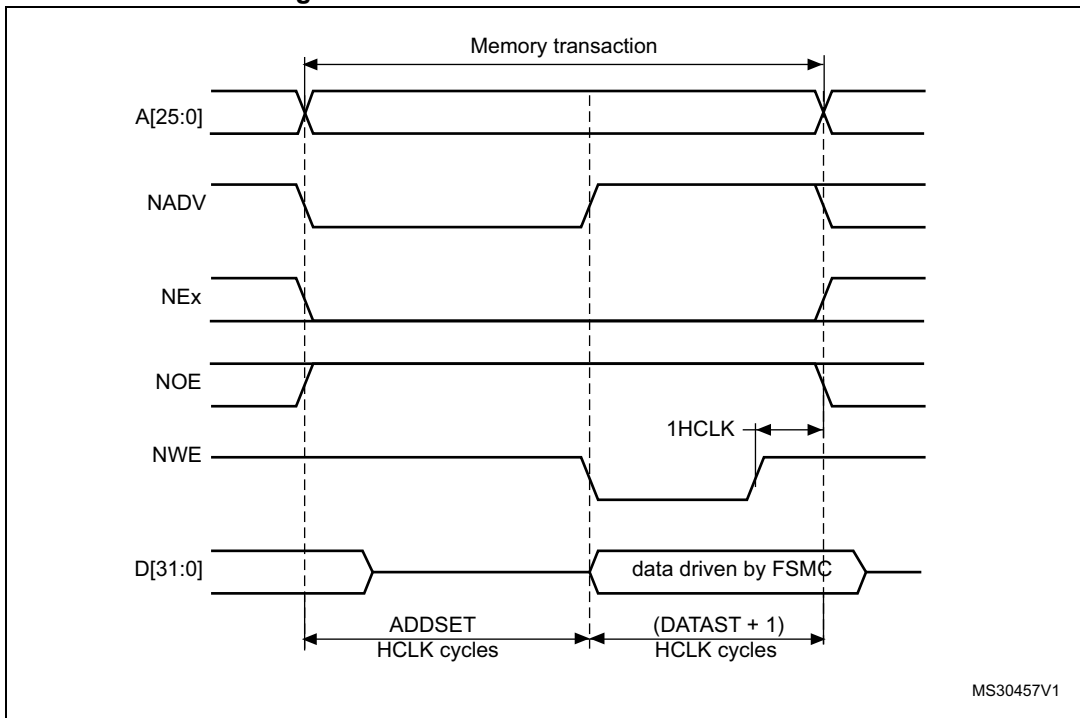 g
Memory transaction
A[25:0]
NADV
NEx
NOE
1HCLK
NWE
D[31:0]
data driven by FSMC
ADDSET
HCLK cycles
(DATAST + 1)
HCLK cycles
MS30457V1